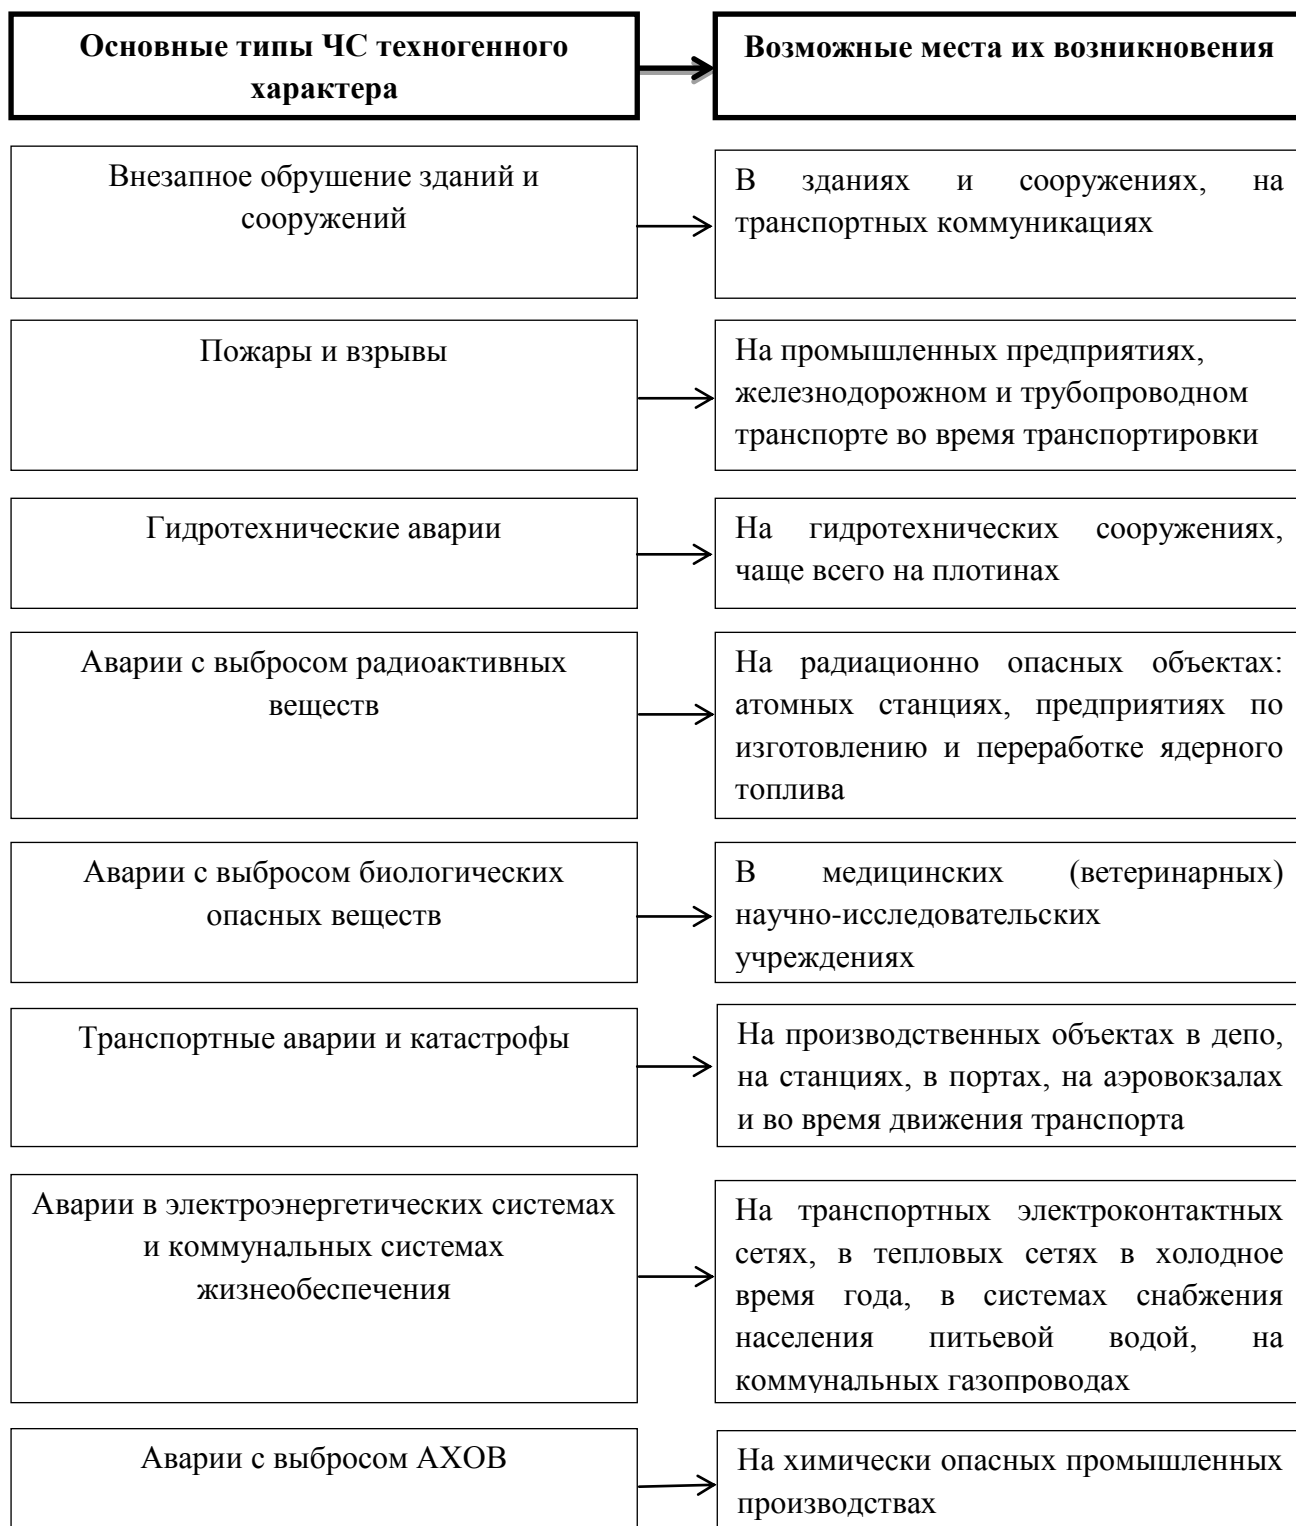 Основные типы ЧС техногенного
характера
Возможные места их возникновения
Внезапное обрушение зданий и
сооружений
В зданиях и сооружениях, на
транспортных коммуникациях
Пожары и взрывы
На промышленных предприятиях,
железнодорожном и трубопроводном
транспорте во время транспортировки
Гидротехнические аварии
На гидротехнических сооружениях,
чаще всего на плотинах
Аварии с выбросом радиоактивных
веществ
На радиационно опасных объектах:
атомных станциях, предприятиях по
изготовлению и переработке ядерного
топлива
Аварии с выбросом биологических
опасных веществ
В медицинских (ветеринарных)
научно-исследовательских
учреждениях
Транспортные аварии и катастрофы
На производственных объектах в депо,
на станциях, в портах, на аэровокзалах
и во время движения транспорта
Аварии в электроэнергетических системах
и коммунальных системах
жизнеобеспечения
На транспортных электроконтактных
сетях, в тепловых сетях в холодное
время года, в системах снабжения
населения питьевой водой, на
коммунальных газопроводах
Аварии с выбросом АХОВ
На химически опасных промышленных
производствах